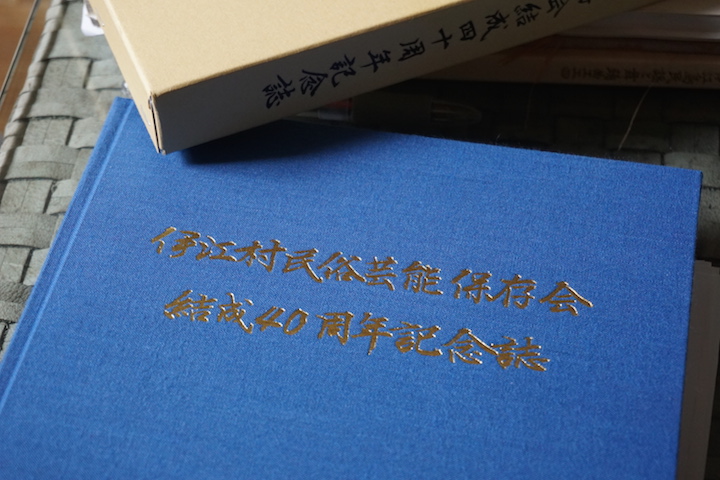 会結成四十周年記念誌
伊江村民俗芸能保存会
結成40周年記念誌